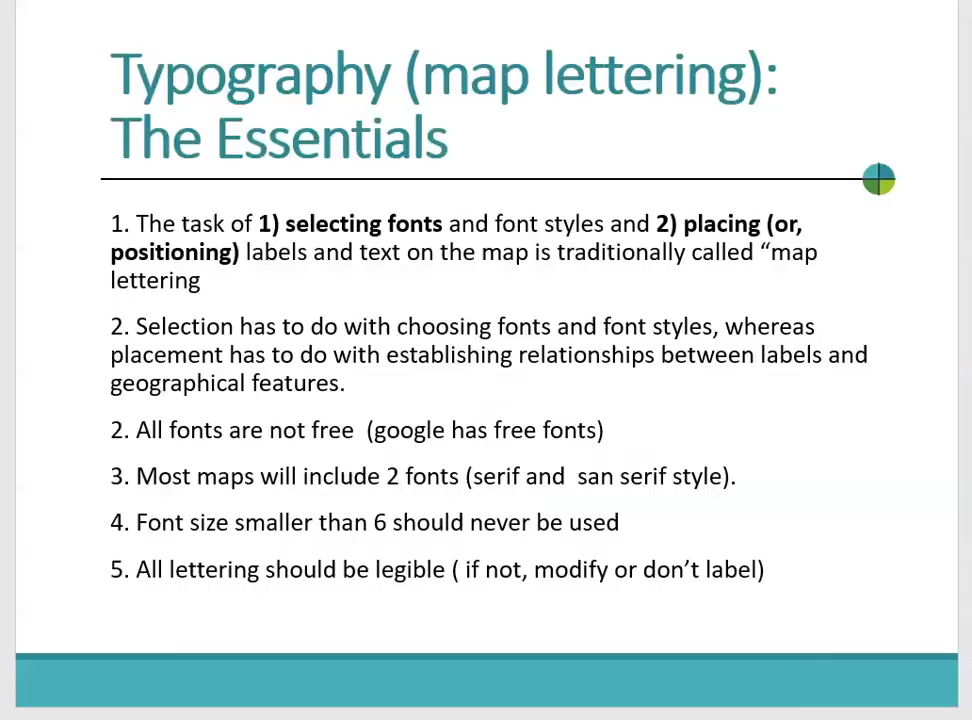 Typography (map lettering):
The Essentials
1. The task of 1) selecting fonts and font styles and 2) placing (or,
positioning) labels and text on the map is traditionally called “map
lettering
2. Selection has to do with choosing fonts and font styles, whereas
placement has to do with establishing relationships between labels and
geographical features.
2. All fonts are not free  (google has free fonts)
3. Most maps will include 2 fonts (serif and  san serif style).
4. Font size smaller than 6 should never be used
5. All lettering should be legible ( if not, modify or don’t label)